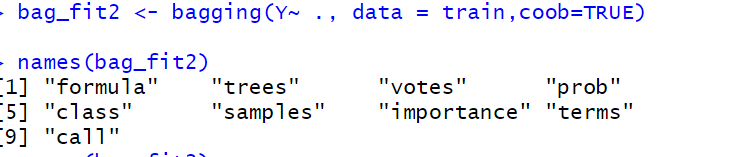 > bag_fit2 <- bagging(Y~ ., data = train,coob=TRUE)
> names(bag_fit2)
[1] "formula" "trees" "votes" "prob"
[5] "class" "samples" "importance" "terms"
[9] "call"